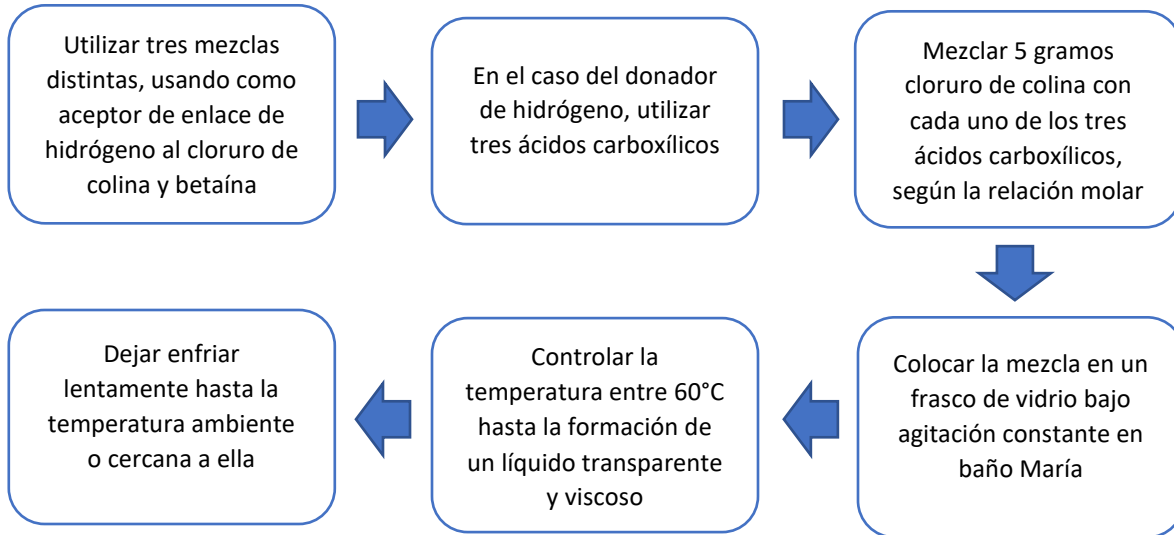 Utilizar tres mezclas
distintas, usando como
aceptor de enlace de
hidrógeno al cloruro de
colina y betaína
En el caso del donador
de hidrógeno, utilizar
tres ácidos carboxílicos
Mezclar 5 gramos
cloruro de colina con
cada uno de los tres
ácidos carboxílicos,
según la relación molar
Colocar la mezcla en un
frasco de vidrio bajo
agitación constante en
baño María
Controlar la
temperatura entre 60°C
hasta la formación de
un líquido transparente
y viscoso
Dejar enfriar
lentamente hasta la
temperatura ambiente
o cercana a ella